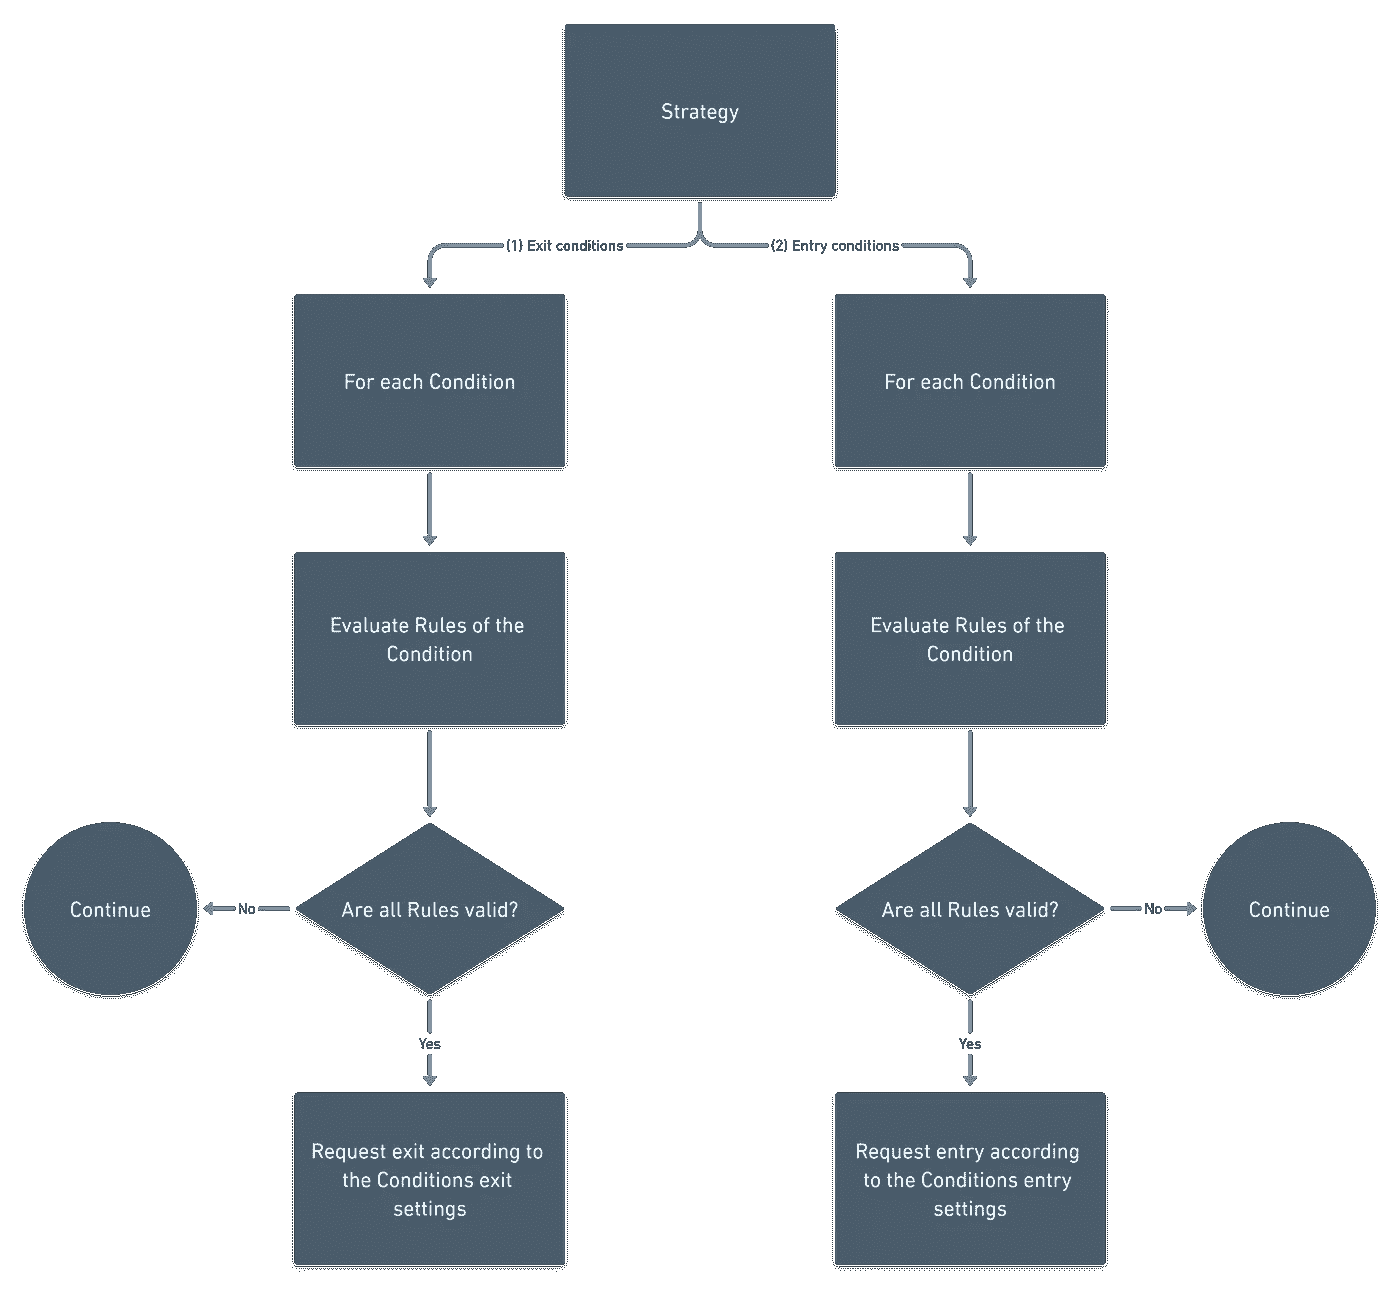 Strategy
(1) Exit conditions
(2) Entry conditions
For each Condition
For each Condition
Evaluate Rules of the
Condition
Evaluate Rules of the
Condition
Continue
No
Are all Rules valid?
Are all Rules valid?
No
Continue
Yes
Yes
Request exit according to
the Conditions exit
settings
Request entry according
to the Conditions entry
settings